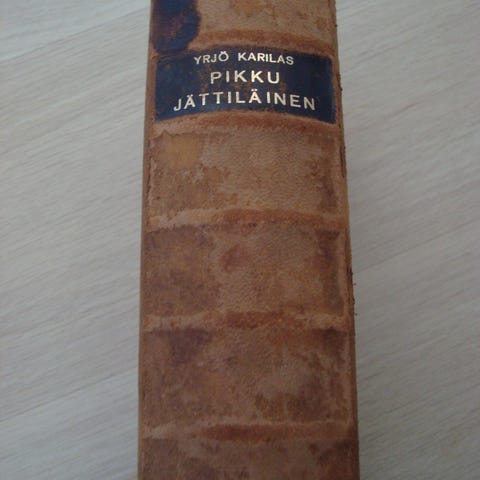 YRJÖ KARILAS
PIKKU
JÄTTILÄINEN